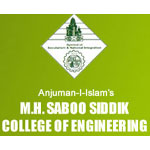 Anjuman-I-Islam's
M.H. SABOO SIDDIK
COLLEGE OF ENGINEERING